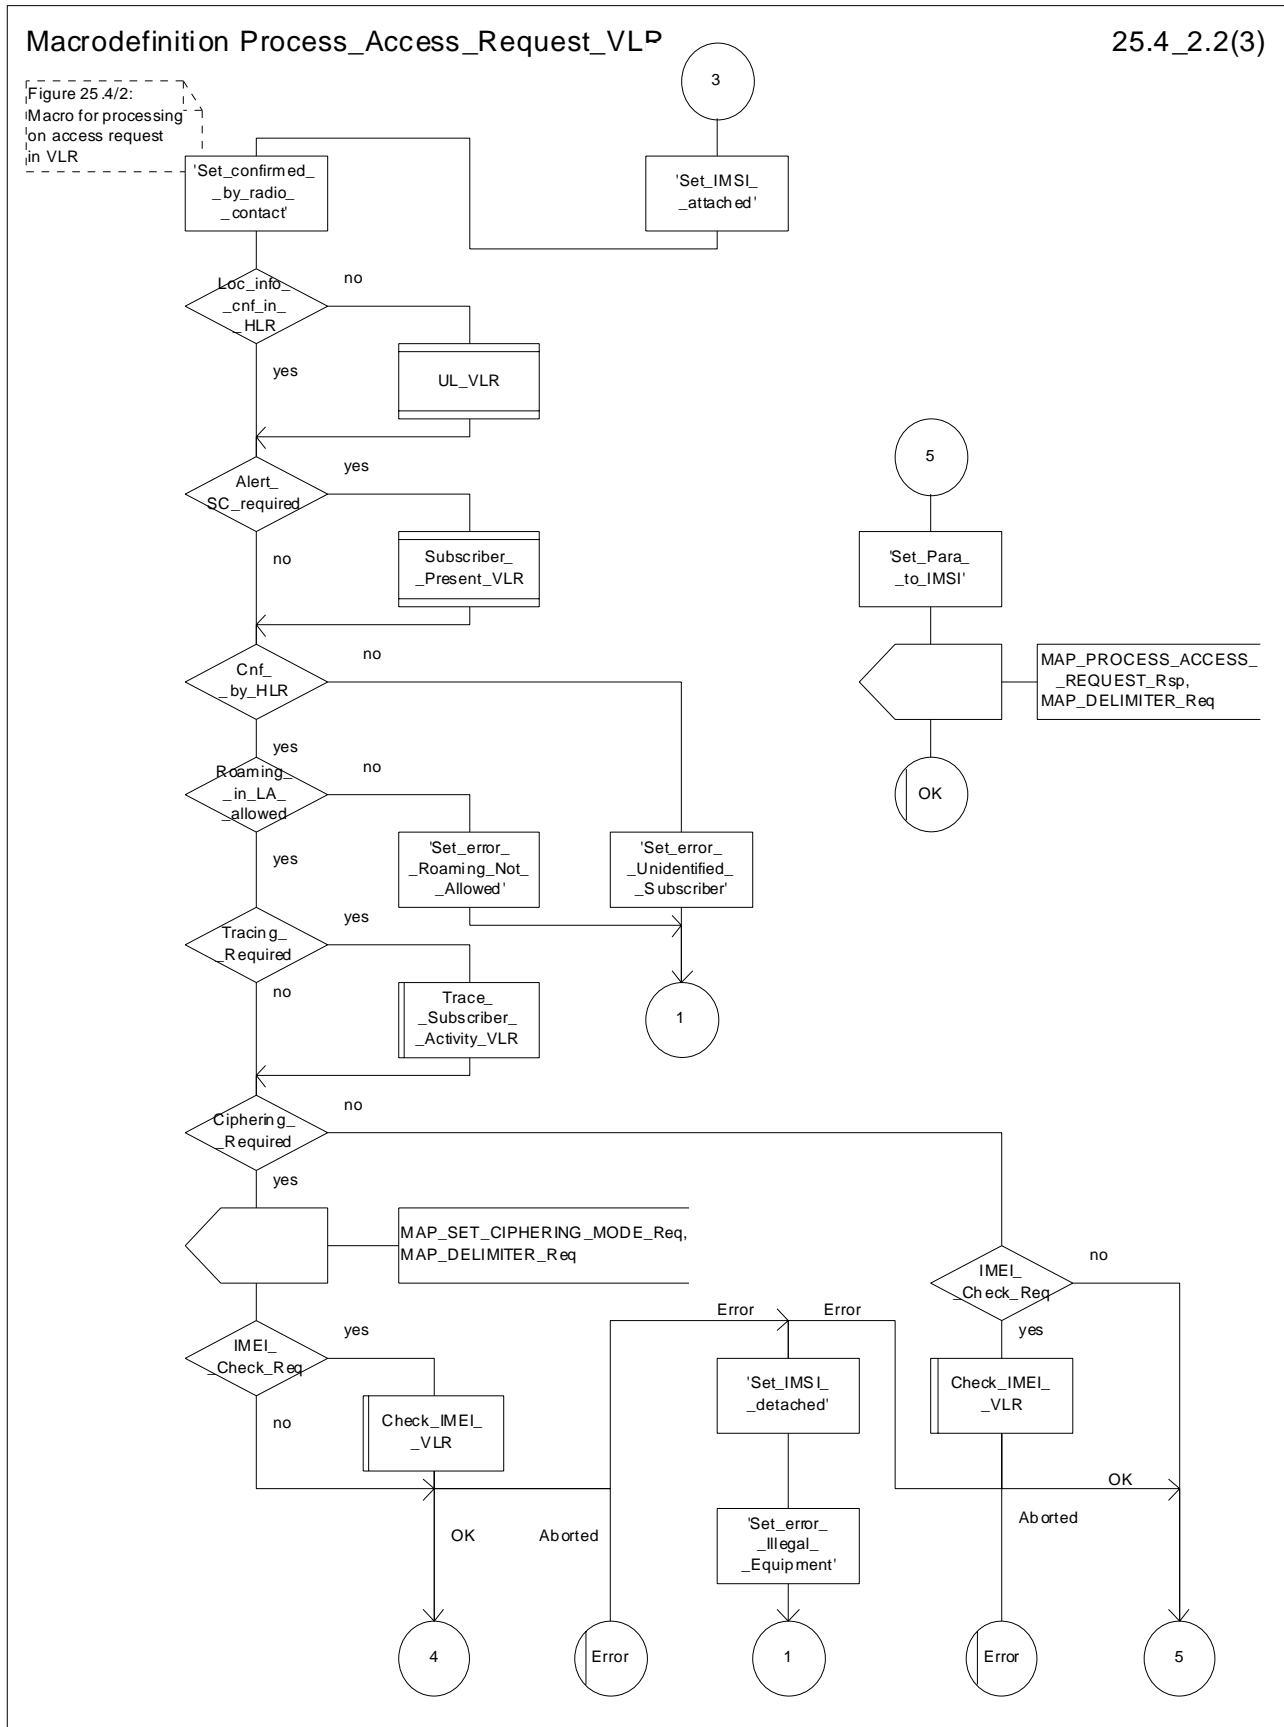 Macrodefinition Process_Access_Request_VLR
25.4_2.2(3)
Figure 25.4/2:
Macro for processing
on access request
in VLR
3
'Set_confirmed_
_by_radio_
_contact'
'Set_IMSI_
_attached'
Loc_info_
_cnf_in_
_HLR
no
yes
UL_VLR
Alert_
SC_required
yes
no
Subscriber_
_Present_VLR
5
'Set_Para_
_to_IMSI'
MAP_PROCESS_ACCESS_
_REQUEST_Rsp,
MAP_DELIMITER_Req
OK
Cnf_
_by_HLR
no
yes
Roaming_
_in_LA_
_allowed
no
yes
'Set_error_
_Roaming_Not_
_Allowed'
'Set_error_
_Unidentified_
_Subscriber'
Tracing_
_Required
yes
no
Trace_
_Subscriber_
_Activity_VLR
1
Ciphering_
_Required
no
yes
MAP_SET_CIPHERING_MODE_Req,
MAP_DELIMITER_Req
IMEI_
_Check_Req
no
yes
IMEI_
_Check_Req
yes
no
Error
Error
Check_IMEI_
_VLR
'Set_IMSI_
_detached'
Check_IMEI_
_VLR
OK
Aborted
'Set_error_
_Illegal_
_Equipment'
OK
Aborted
4
Error
1
Error
5